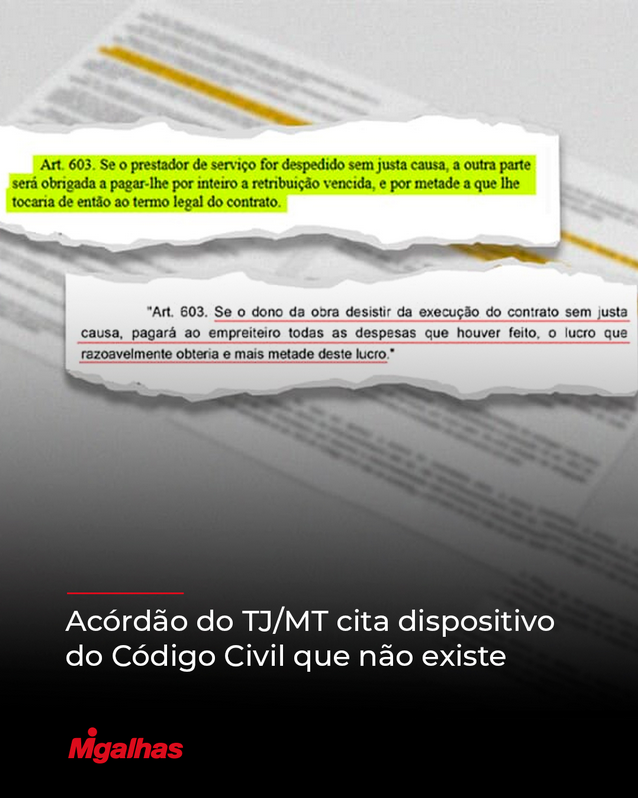 Art. 603. Se o prestador de serviço for despedido sem justa causa, a outra parte
será obrigada a pagar-lhe por inteiro a retribuição vencida, e por metade a que lhe
tocaria de então ao termo legal do contrato.
"Art. 603. Se o dono da obra desistir da execução do contrato sem justa
causa, pagará ao empreiteiro todas as despesas que houver feito, o lucro que
razoavelmente obteria e mais metade deste lucro."
Acórdão do TJ/MT cita dispositivo
do Código Civil que não existe
Migalhas